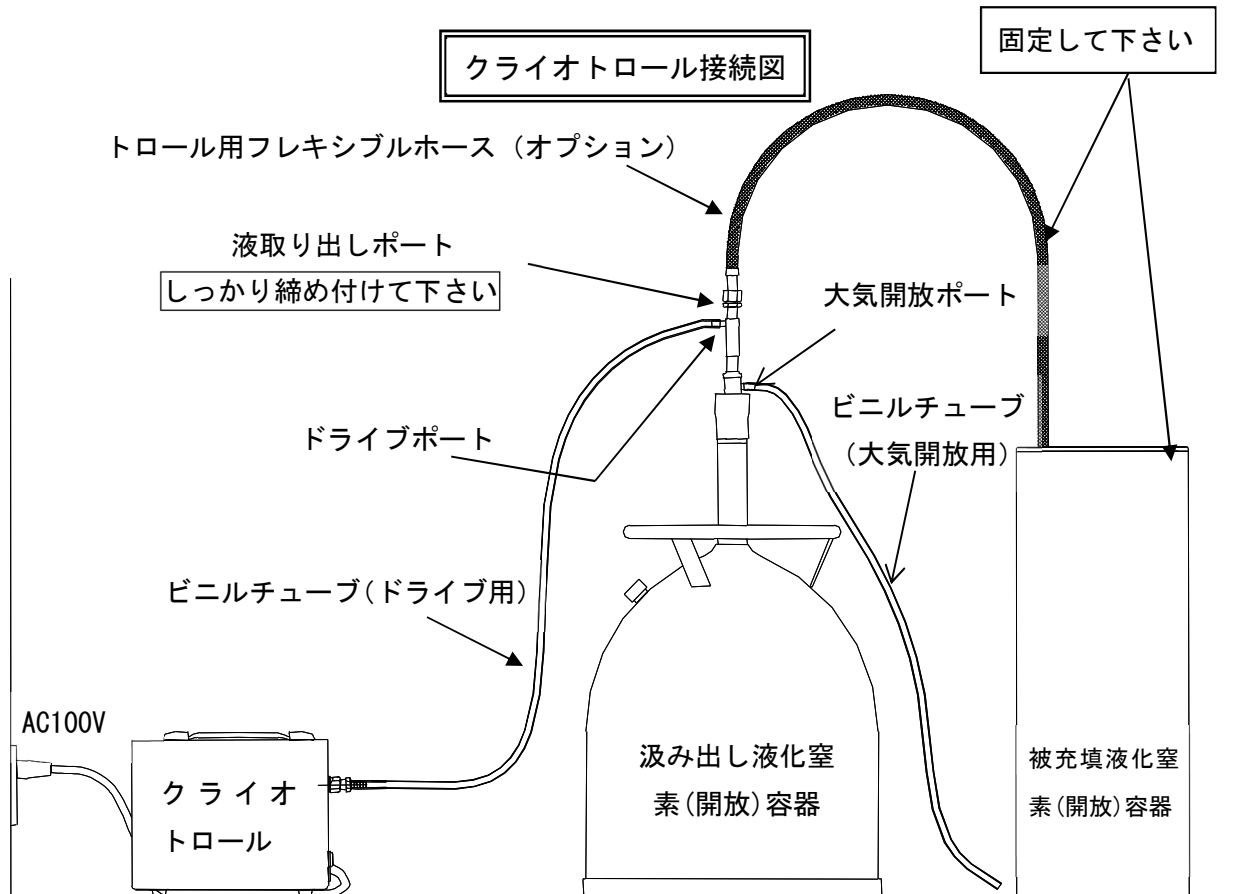 固定して下さい
クライオトロール接続図
トロール用フレキシブルホース（オプション）
液取り出しポート
しっかり締め付けて下さい
大気開放ポート
ビニルチューブ
（大気開放用）
ドライブポート
ビニルチューブ(ドライブ用)
AC100V
クライオ
トロール
汲み出し液化窒
素(開放)容器
被充填液化窒
素(開放)容器